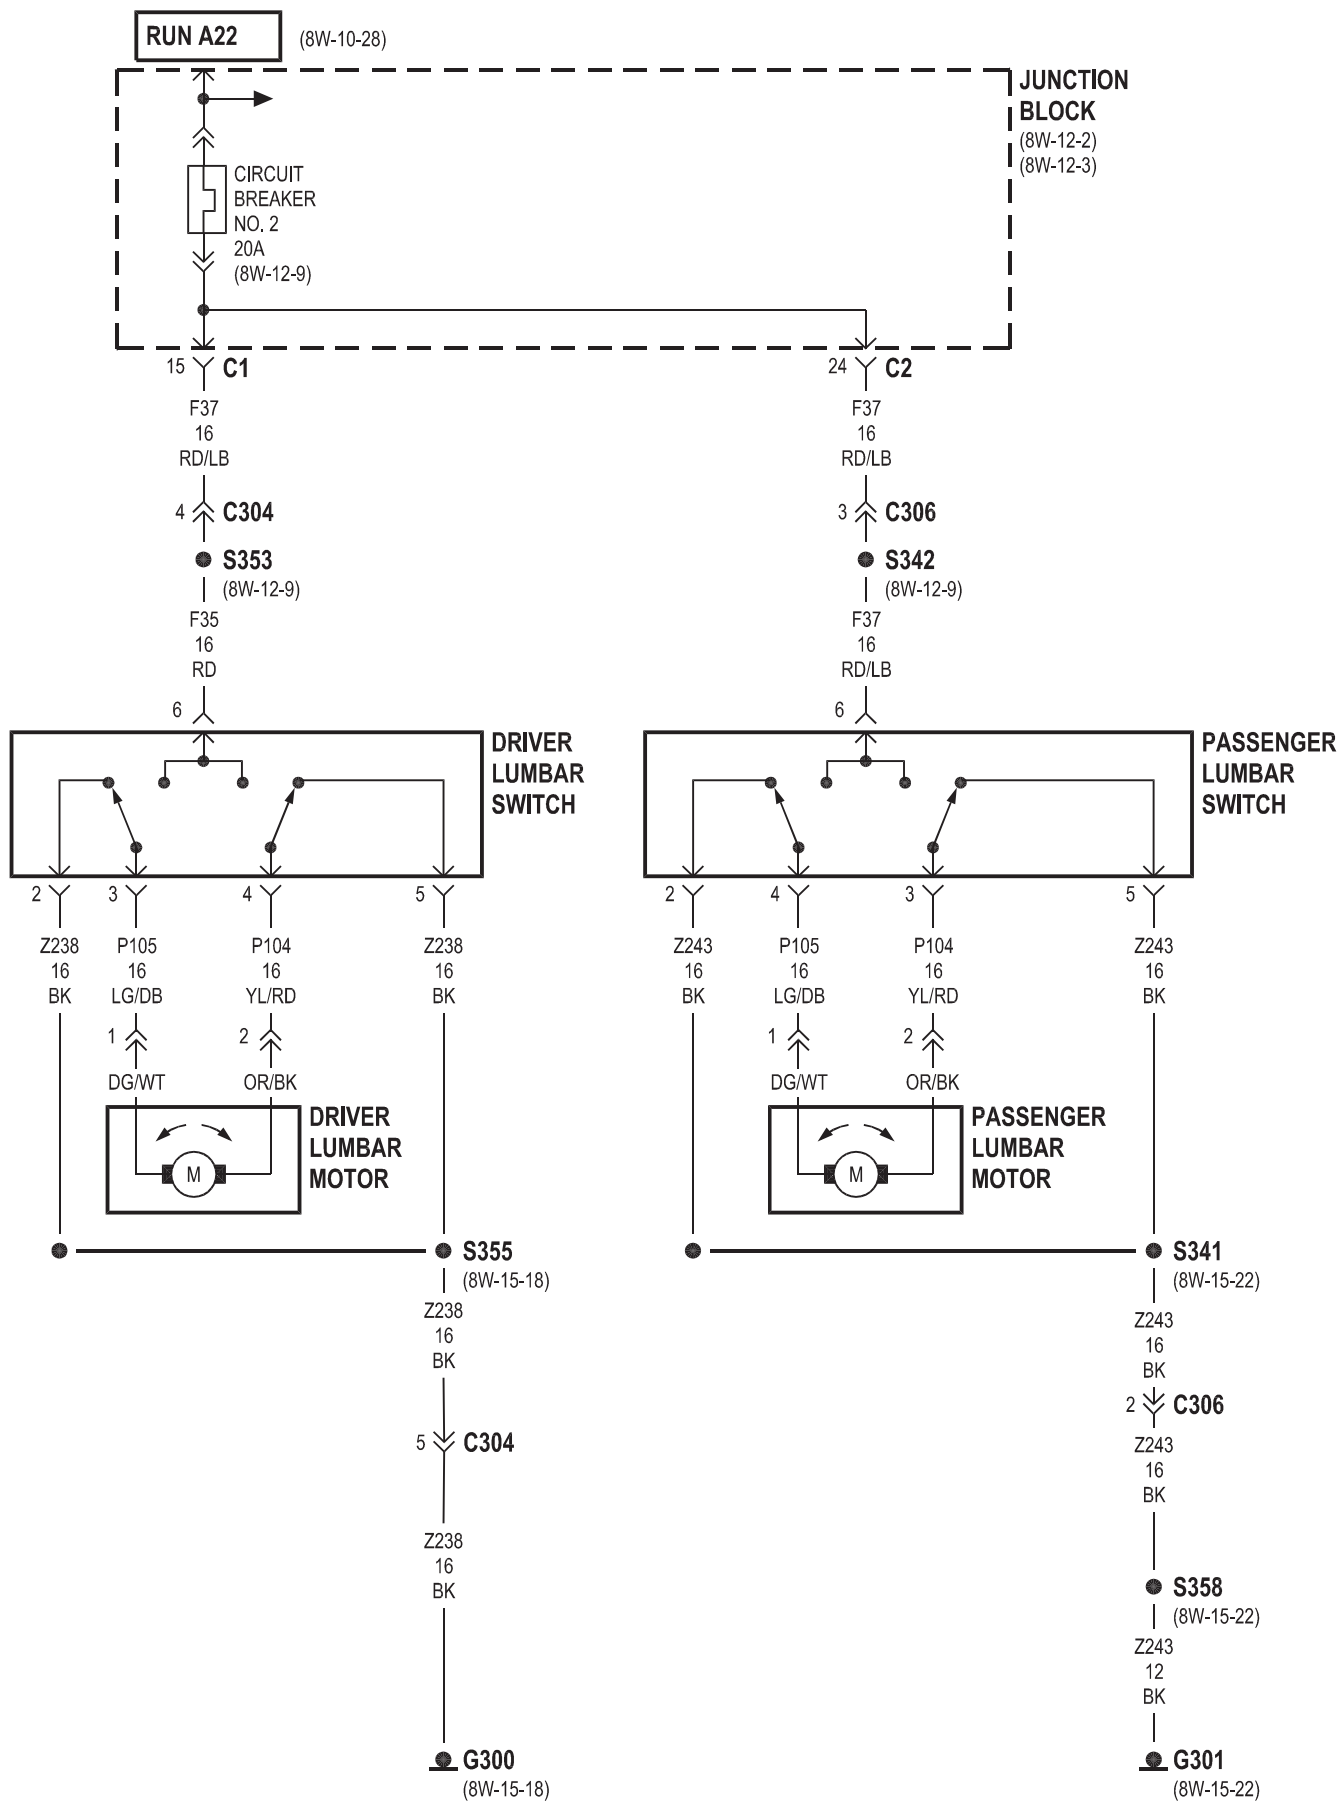 RUN A22 (8W-10-28)
JUNCTION
BLOCK
(8W-12-2)
(8W-12-3)
CIRCUIT
BREAKER
NO. 2
20A
(8W-12-9)
15 C1
24 C2
F37
16
RD/LB
F37
16
RD/LB
4 C304
3 C306
S353
(8W-12-9)
S342
(8W-12-9)
F35
16
RD
F37
16
RD/LB
6
6
DRIVER
LUMBAR
SWITCH
PASSENGER
LUMBAR
SWITCH
2 3 4 5
2 4 3 5
Z238 P105 P104 Z238
16 16 16 16
BK LG/DB YL/RD BK
Z243 P105 P104 Z243
16 16 16 16
BK LG/DB YL/RD BK
1 2
1 2
DG/WT OR/BK
DG/WT OR/BK
M
DRIVER
LUMBAR
MOTOR
M
PASSENGER
LUMBAR
MOTOR
S355
(8W-15-18)
S341
(8W-15-22)
Z238
16
BK
Z243
16
BK
5 C304
2 C306
Z243
16
BK
Z238
16
BK
S358
(8W-15-22)
Z243
12
BK
G300
(8W-15-18)
G301
(8W-15-22)